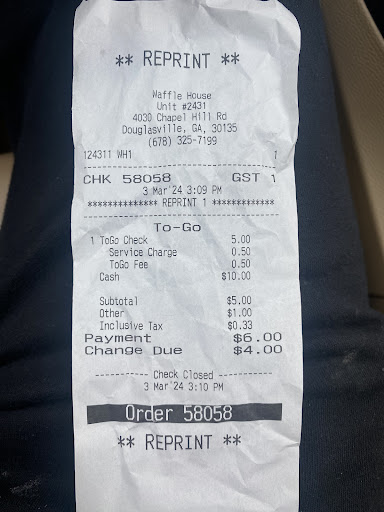 ** REPRINT **
Waffle House
Unit #2431
4030 Chapel Hill Rd
Douglasville, GA, 30135
(678) 325-7199
124311 WH1 1
CHK 58058 GST 1
3 Mar'24 3:09 PM
************** REPRINT 1 *************
To-Go
1 ToGo Check 5.00
Service Charge 0.50
ToGo Fee 0.50
Cash $10.00
Subtotal $5.00
Other $1.00
Inclusive Tax $0.33
Payment $6.00
Change Due $4.00
---------- Check Closed ----------
3 Mar'24 3:10 PM
Order 58058
** REPRINT **